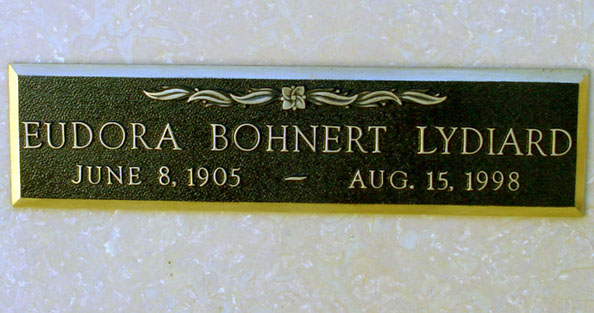 EUDORA BOHNERT LYDIARD
JUNE 8, 1905 — AUG. 15, 1998